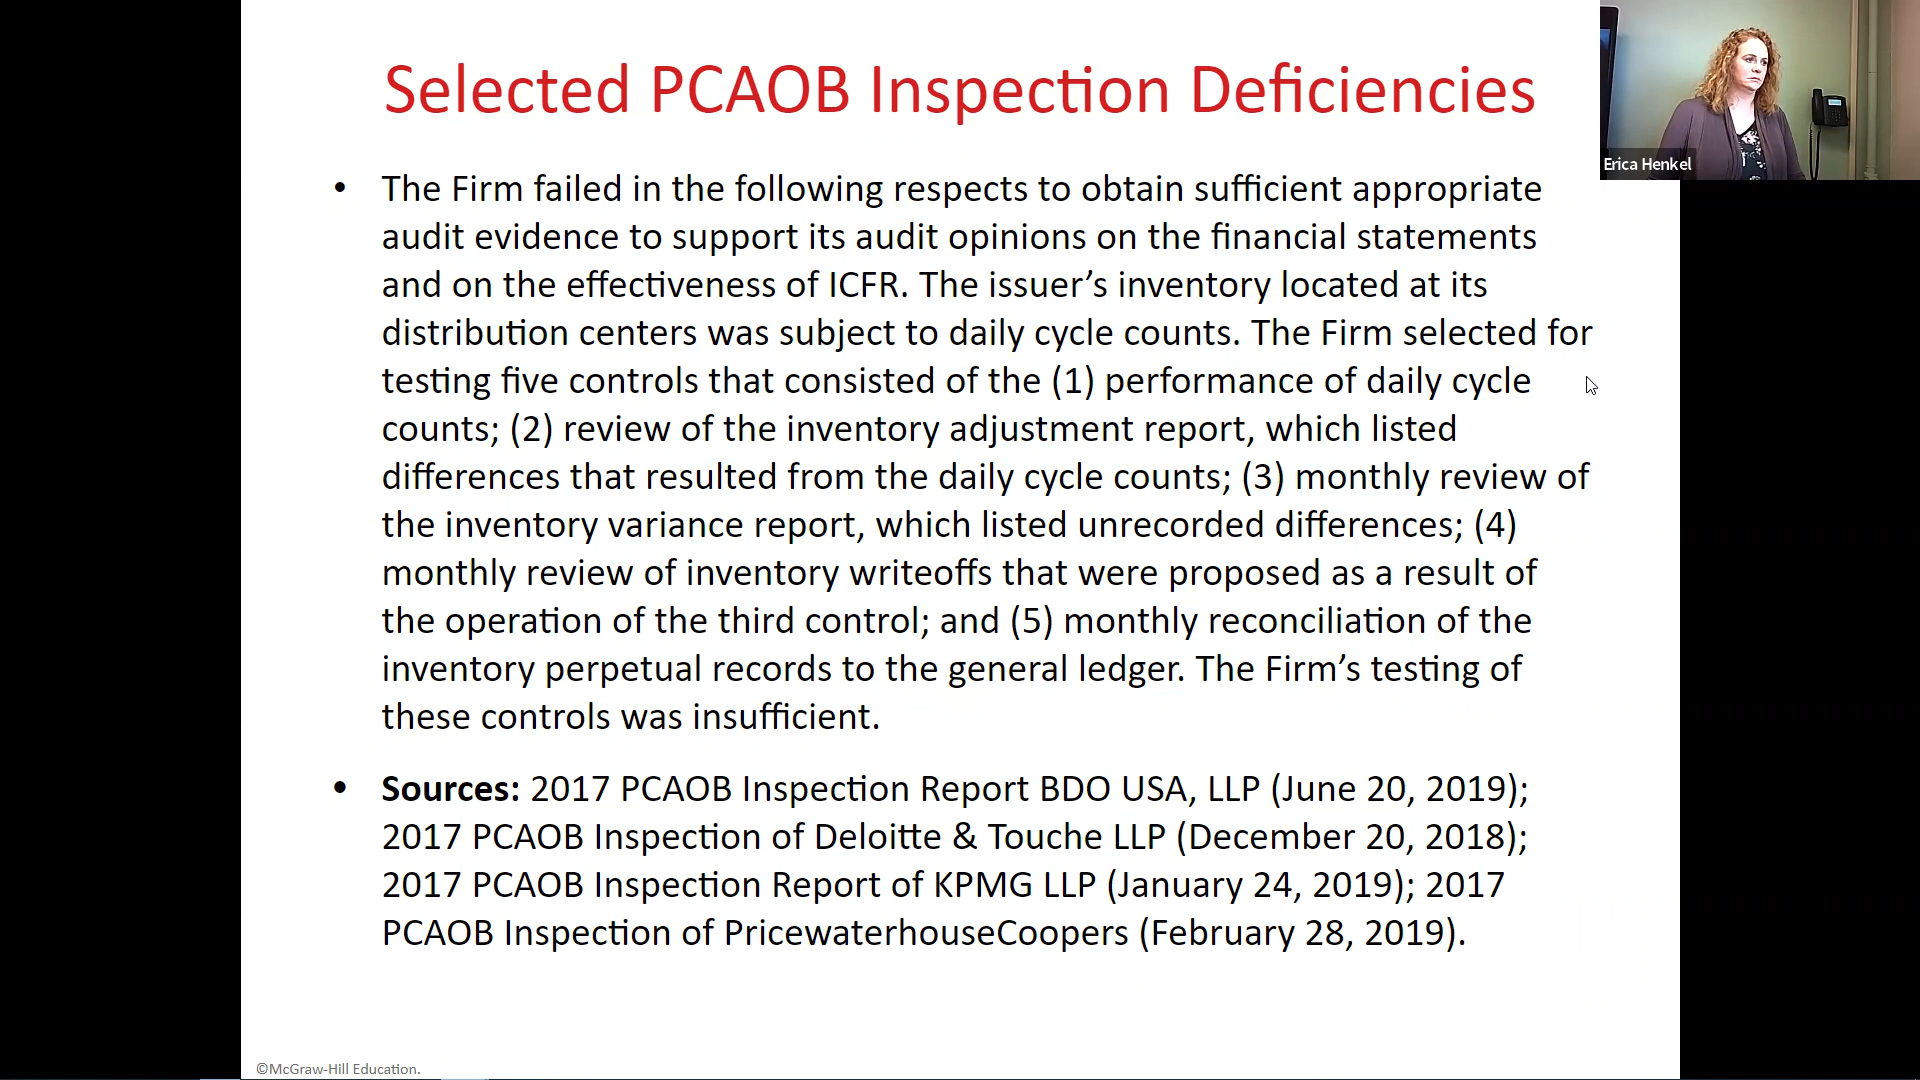 Selected PCAOB Inspection Deficiencies
Erica Henkel
• The Firm failed in the following respects to obtain sufficient appropriate
audit evidence to support its audit opinions on the financial statements
and on the effectiveness of ICFR. The issuer’s inventory located at its
distribution centers was subject to daily cycle counts. The Firm selected for
testing five controls that consisted of the (1) performance of daily cycle
counts; (2) review of the inventory adjustment report, which listed
differences that resulted from the daily cycle counts; (3) monthly review of
the inventory variance report, which listed unrecorded differences; (4)
monthly review of inventory writeoffs that were proposed as a result of
the operation of the third control; and (5) monthly reconciliation of the
inventory perpetual records to the general ledger. The Firm’s testing of
these controls was insufficient.
• Sources: 2017 PCAOB Inspection Report BDO USA, LLP (June 20, 2019);
2017 PCAOB Inspection of Deloitte & Touche LLP (December 20, 2018);
2017 PCAOB Inspection Report of KPMG LLP (January 24, 2019); 2017
PCAOB Inspection of PricewaterhouseCoopers (February 28, 2019).
©McGraw-Hill Education.